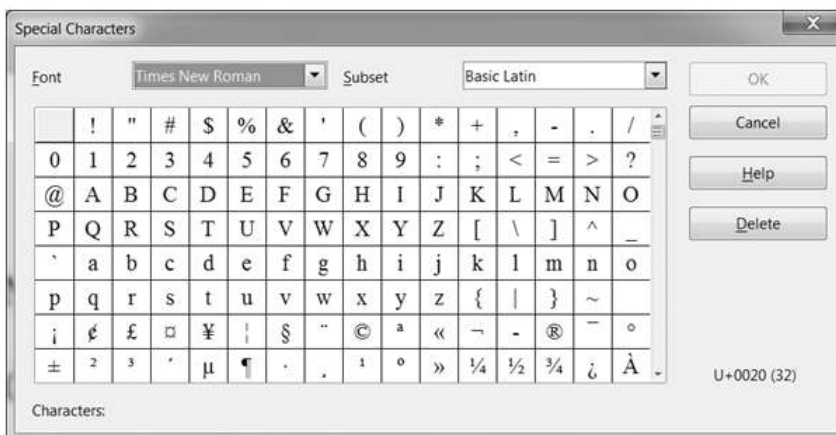 Special Characters
Font Times New Roman Subset Basic Latin OK
! " # $ % & ' ( ) * + , - . / Cancel
0 1 2 3 4 5 6 7 8 9 : ; < = > ?
Help
@ A B C D E F G H I J K L M N O
P Q R S T U V W X Y Z [ \ ] ^ _ Delete
` a b c d e f g h i j k l m n o
p q r s t u v w x y z { | } ~
¡ ¢ £ ¤ ¥ ¦ § ¨ © ª « ¬ - ® ¯ °
± ² ³ ´ µ ¶ · ¸ ¹ º » ¼ ½ ¾ ¿ À
U+0020 (32)
Characters: